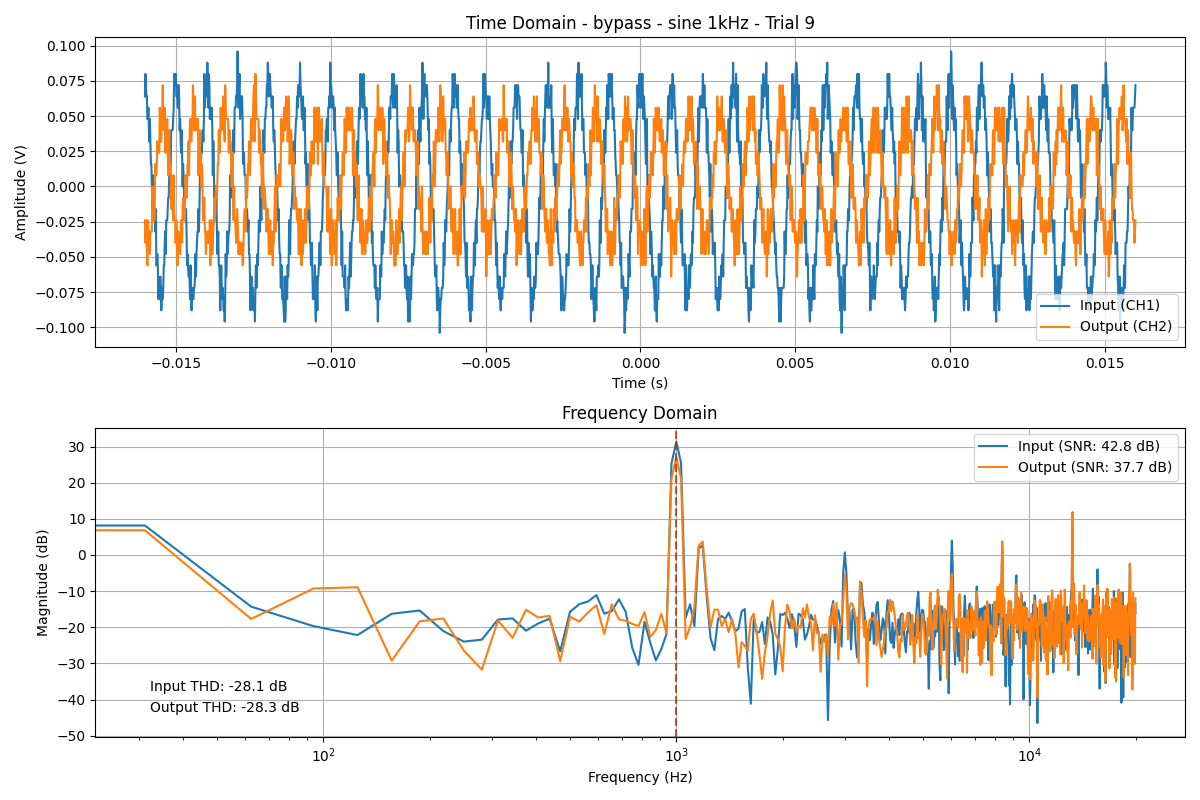 Time Domain - bypass - sine 1kHz - Trial 9
Amplitude (V)
0.100
0.075
0.050
0.025
0.000
−0.025
−0.050
−0.075
−0.100
Input (CH1)
Output (CH2)
−0.015 −0.010 −0.005 0.000 0.005 0.010 0.015
Time (s)
Frequency Domain
Magnitude (dB)
30
20
10
0
−10
−20
−30
−40
−50
Input (SNR: 42.8 dB)
Output (SNR: 37.7 dB)
Input THD: -28.1 dB
Output THD: -28.3 dB
10² 10³ 10⁴
Frequency (Hz)